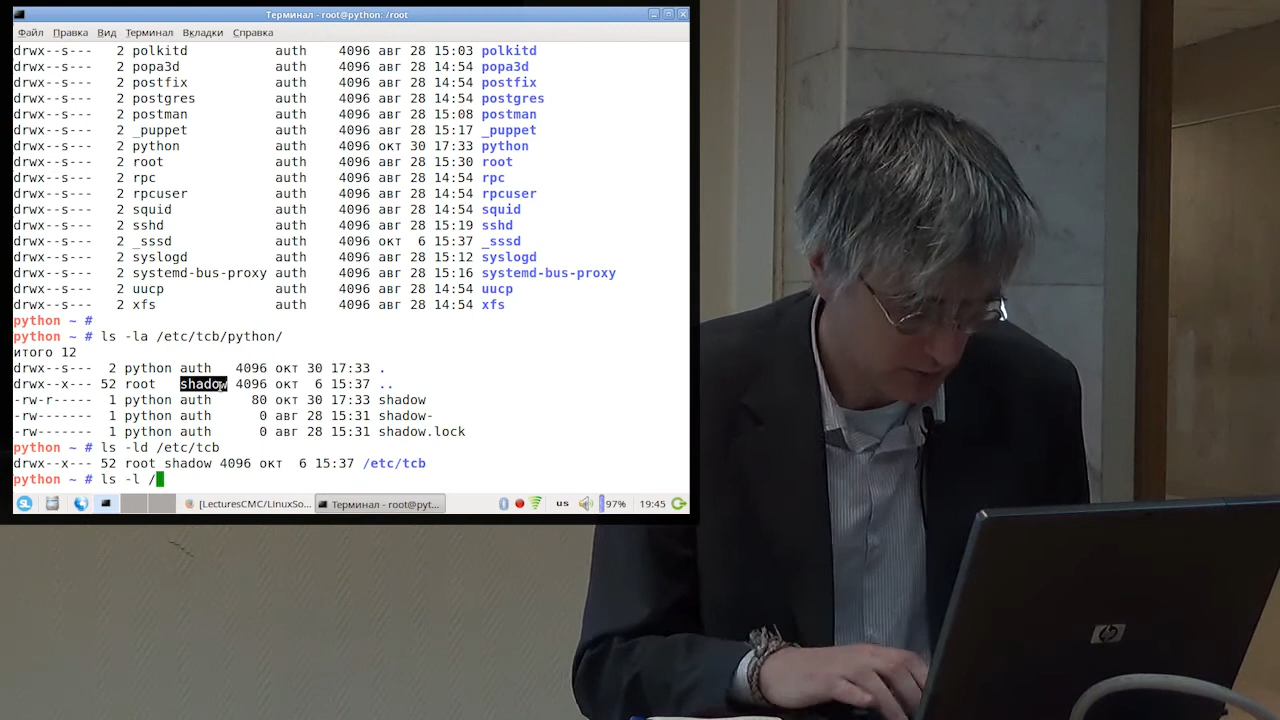 Терминал - root@python: /root
Файл Правка Вид Терминал Вкладки Справка
drwx--s--- 2 polkitd auth 4096 авг 28 15:03 polkitd
drwx--s--- 2 popa3d auth 4096 авг 28 14:54 popa3d
drwx--s--- 2 postfix auth 4096 авг 28 14:54 postfix
drwx--s--- 2 postgres auth 4096 авг 28 14:54 postgres
drwx--s--- 2 postman auth 4096 авг 28 15:08 postman
drwx--s--- 2 _puppet auth 4096 авг 28 15:17 _puppet
drwx--s--- 2 python auth 4096 окт 30 17:33 python
drwx--s--- 2 root auth 4096 авг 28 15:30 root
drwx--s--- 2 rpc auth 4096 авг 28 14:54 rpc
drwx--s--- 2 rpcuser auth 4096 авг 28 14:54 rpcuser
drwx--s--- 2 squid auth 4096 авг 28 14:54 squid
drwx--s--- 2 sshd auth 4096 авг 28 15:19 sshd
drwx--s--- 2 _sssd auth 4096 окт 6 15:37 _sssd
drwx--s--- 2 syslogd auth 4096 авг 28 15:12 syslogd
drwx--s--- 2 systemd-bus-proxy auth 4096 авг 28 15:16 systemd-bus-proxy
drwx--s--- 2 uucp auth 4096 авг 28 14:54 uucp
drwx--s--- 2 xfs auth 4096 авг 28 14:54 xfs
python ~ #
python ~ # ls -la /etc/tcb/python/
итого 12
drwx--s--- 2 python auth 4096 окт 30 17:33 .
drwx--x--- 52 root shadow 4096 окт 6 15:37 ..
-rw-r----- 1 python auth 80 окт 30 17:33 shadow
-rw------- 1 python auth 0 авг 28 15:31 shadow-
-rw------- 1 python auth 0 авг 28 15:31 shadow.lock
python ~ # ls -ld /etc/tcb
drwx--x--- 52 root shadow 4096 окт 6 15:37 /etc/tcb
python ~ # ls -l /
[LecturesCMC/LinuxSo... Терминал - root@pyt... us 97% 19:45
hp